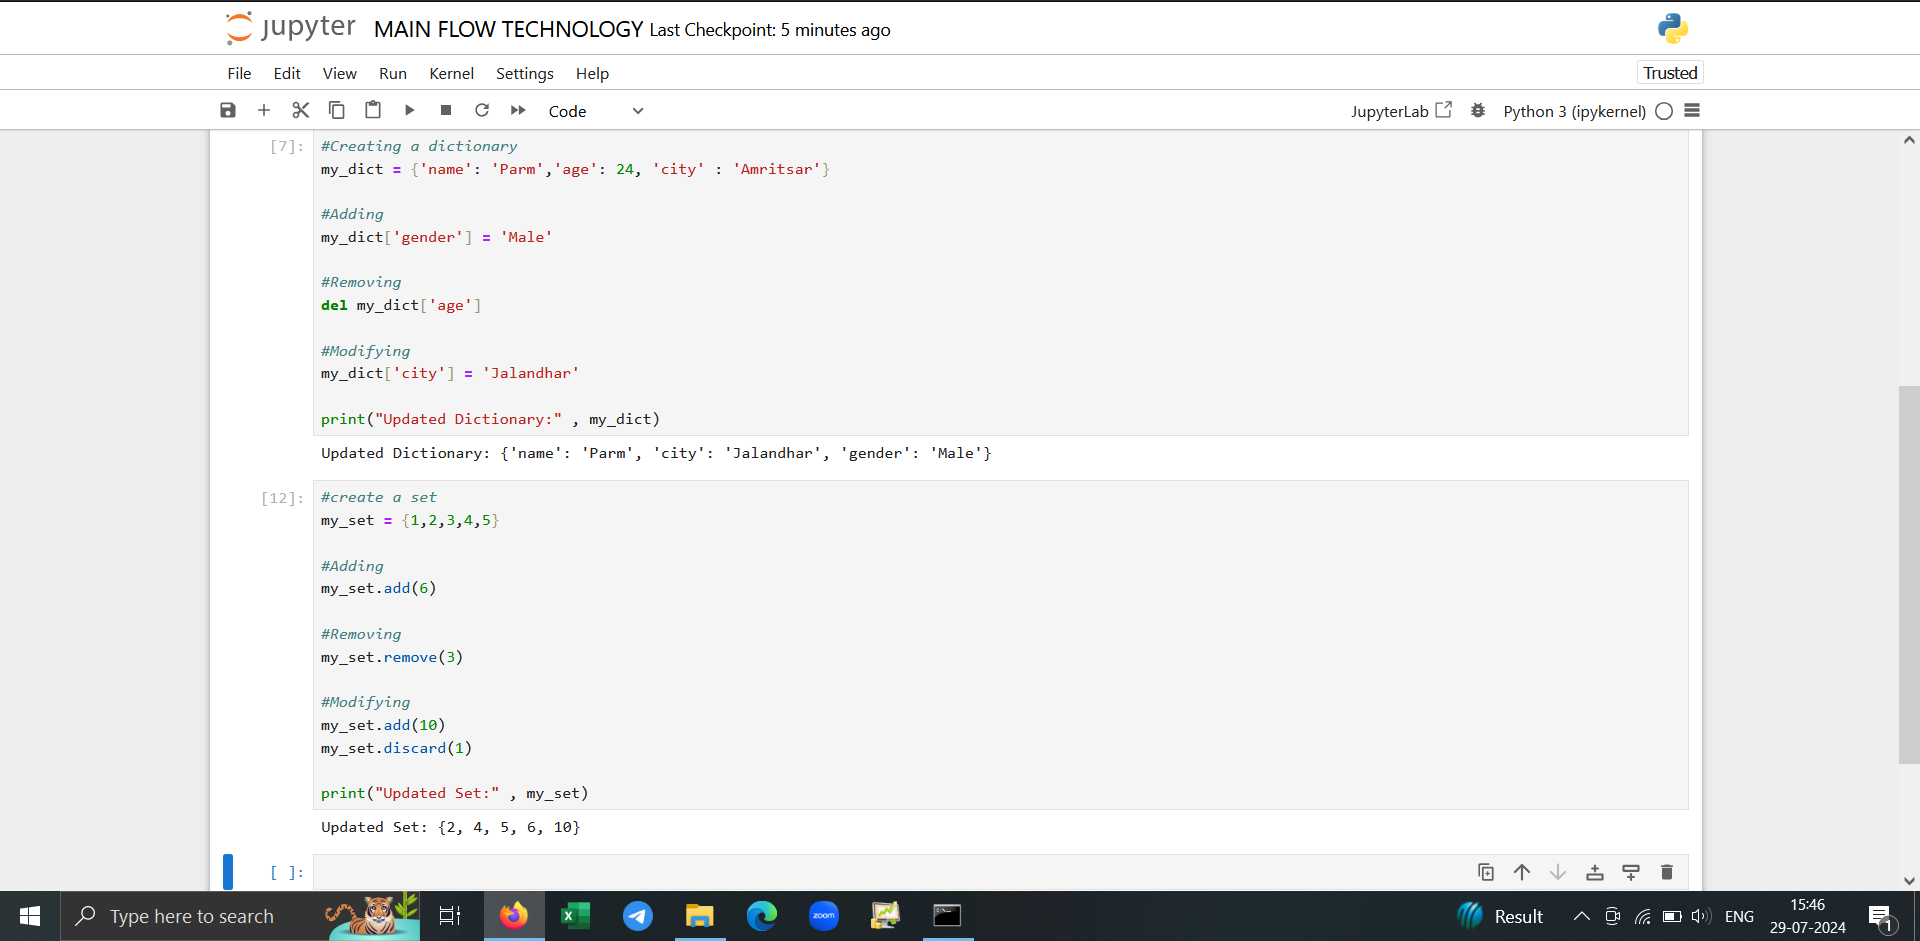 jupyter MAIN FLOW TECHNOLOGY Last Checkpoint: 5 minutes ago
File Edit View Run Kernel Settings Help Trusted
Code JupyterLab Python 3 (ipykernel)
[7]: #Creating a dictionary
my_dict = {'name': 'Parm','age': 24, 'city' : 'Amritsar'}
#Adding
my_dict['gender'] = 'Male'
#Removing
del my_dict['age']
#Modifying
my_dict['city'] = 'Jalandhar'
print("Updated Dictionary:" , my_dict)
Updated Dictionary: {'name': 'Parm', 'city': 'Jalandhar', 'gender': 'Male'}
[12]: #create a set
my_set = {1,2,3,4,5}
#Adding
my_set.add(6)
#Removing
my_set.remove(3)
#Modifying
my_set.add(10)
my_set.discard(1)
print("Updated Set:" , my_set)
Updated Set: {2, 4, 5, 6, 10}
[ ]:
Type here to search zoom Result ENG 15:46
29-07-2024 1